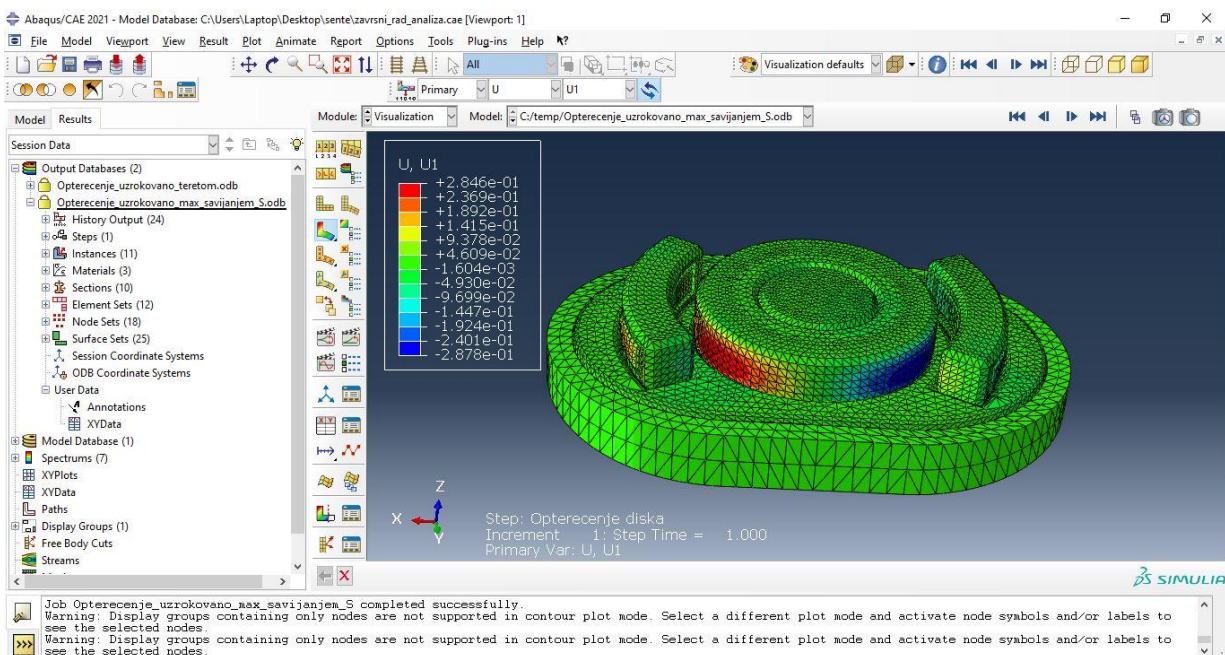 Abaqus/CAE 2021 - Model Database: C:\Users\Laptop\Desktop\sente\zavrsni_rad_analiza.cae [Viewport: 1]
File Model Viewport View Result Plot Animate Report Options Tools Plug-ins Help
All
Visualization defaults
Primary U U1
Model Results
Module: Visualization Model: C:/temp/Opterecenje_uzrokovano_max_savijanjem_S.odb
Session Data
Output Databases (2)
Opterecenje_uzrokovano_teretom.odb
Opterecenje_uzrokovano_max_savijanjem_S.odb
History Output (24)
Steps (1)
Instances (11)
Materials (3)
Sections (10)
Element Sets (12)
Node Sets (18)
Surface Sets (25)
Session Coordinate Systems
ODB Coordinate Systems
User Data
Annotations
XYData
Model Database (1)
Spectrums (7)
XYPlots
XYData
Paths
Display Groups (1)
Free Body Cuts
Streams
U, U1
+2.846e-01
+2.369e-01
+1.892e-01
+1.415e-01
+9.378e-02
+4.609e-02
-1.604e-03
-4.930e-02
-9.699e-02
-1.447e-01
-1.924e-01
-2.401e-01
-2.878e-01
Z
X
Y
Step: Opterecenje diska
Increment 1: Step Time = 1.000
Primary Var: U, U1
SIMULIA
Job Opterecenje_uzrokovano_max_savijanjem_S completed successfully.
Warning: Display groups containing only nodes are not supported in contour plot mode. Select a different plot mode and activate node symbols and/or labels to
see the selected nodes.
Warning: Display groups containing only nodes are not supported in contour plot mode. Select a different plot mode and activate node symbols and/or labels to
see the selected nodes.